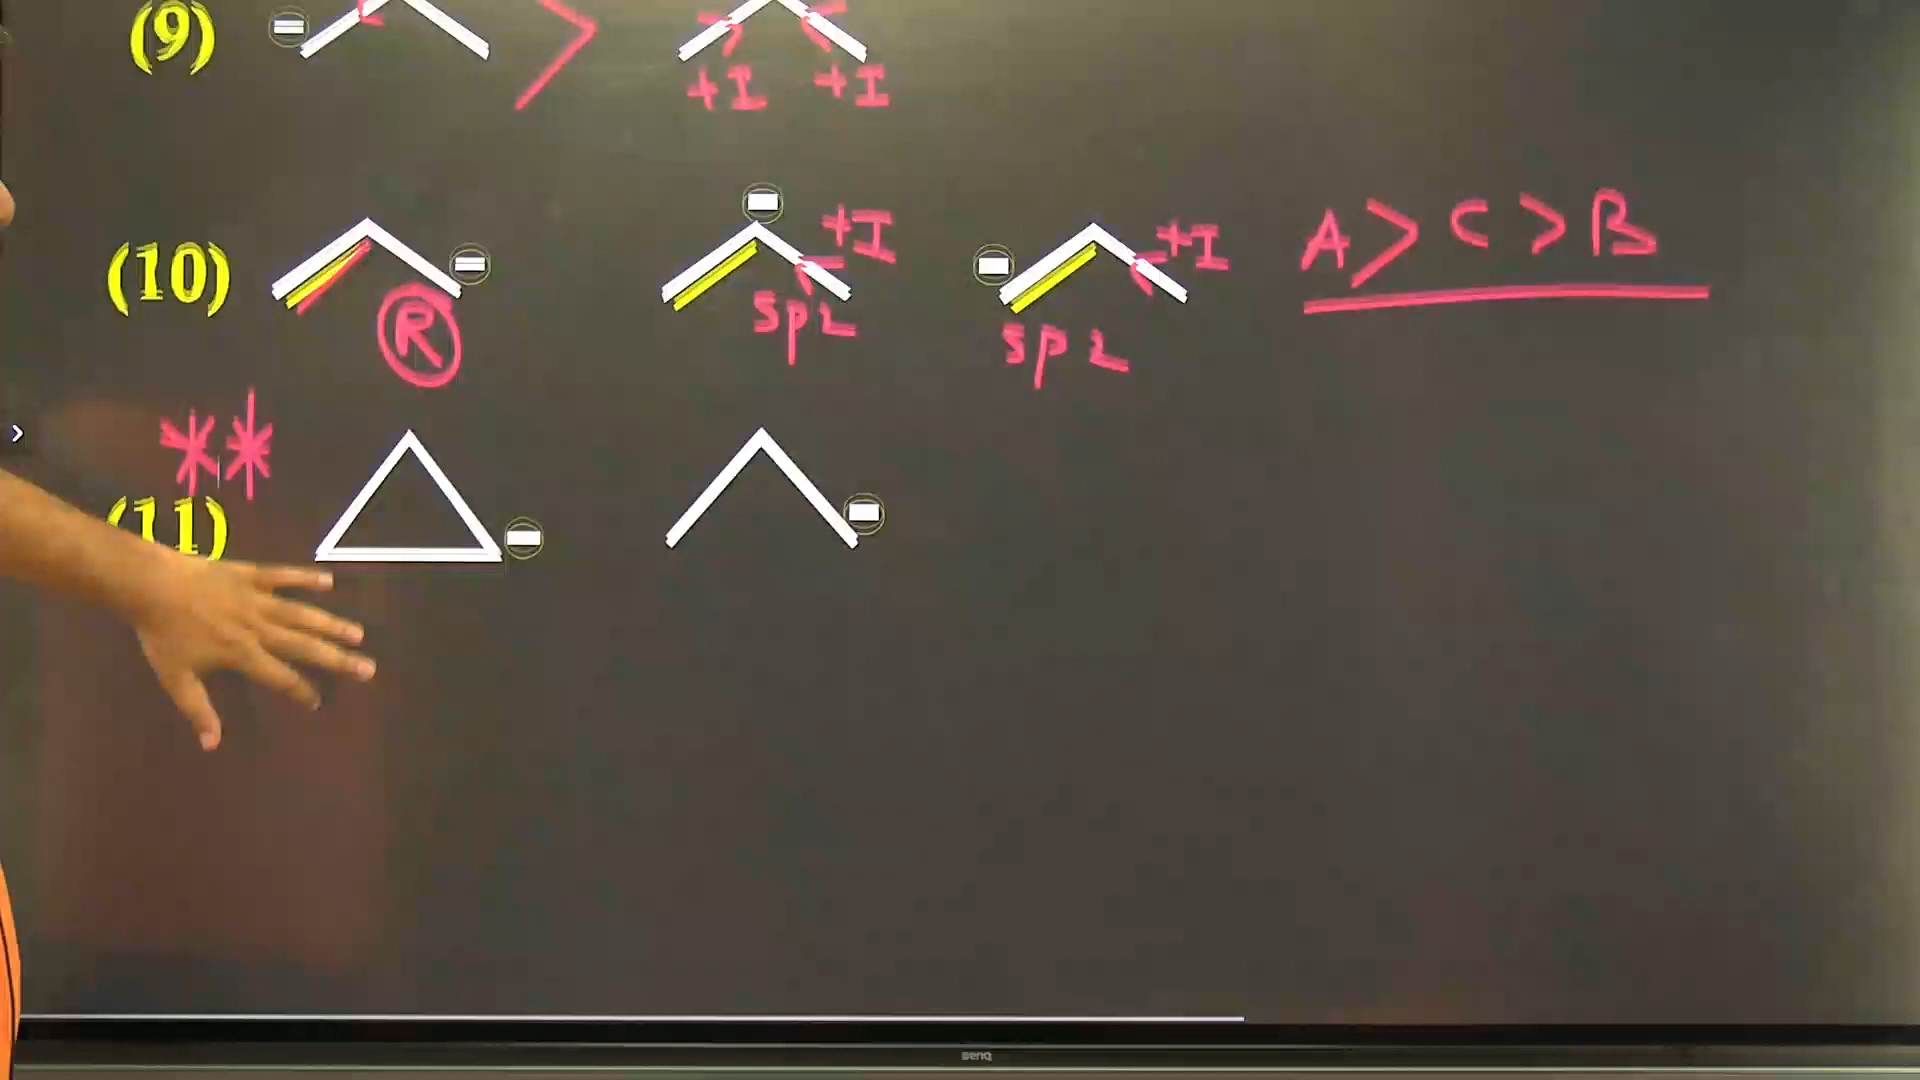 (9) >
+I +I
+I +I
(10) A > C > B
sp2
R sp2
**
(11)
BenQ